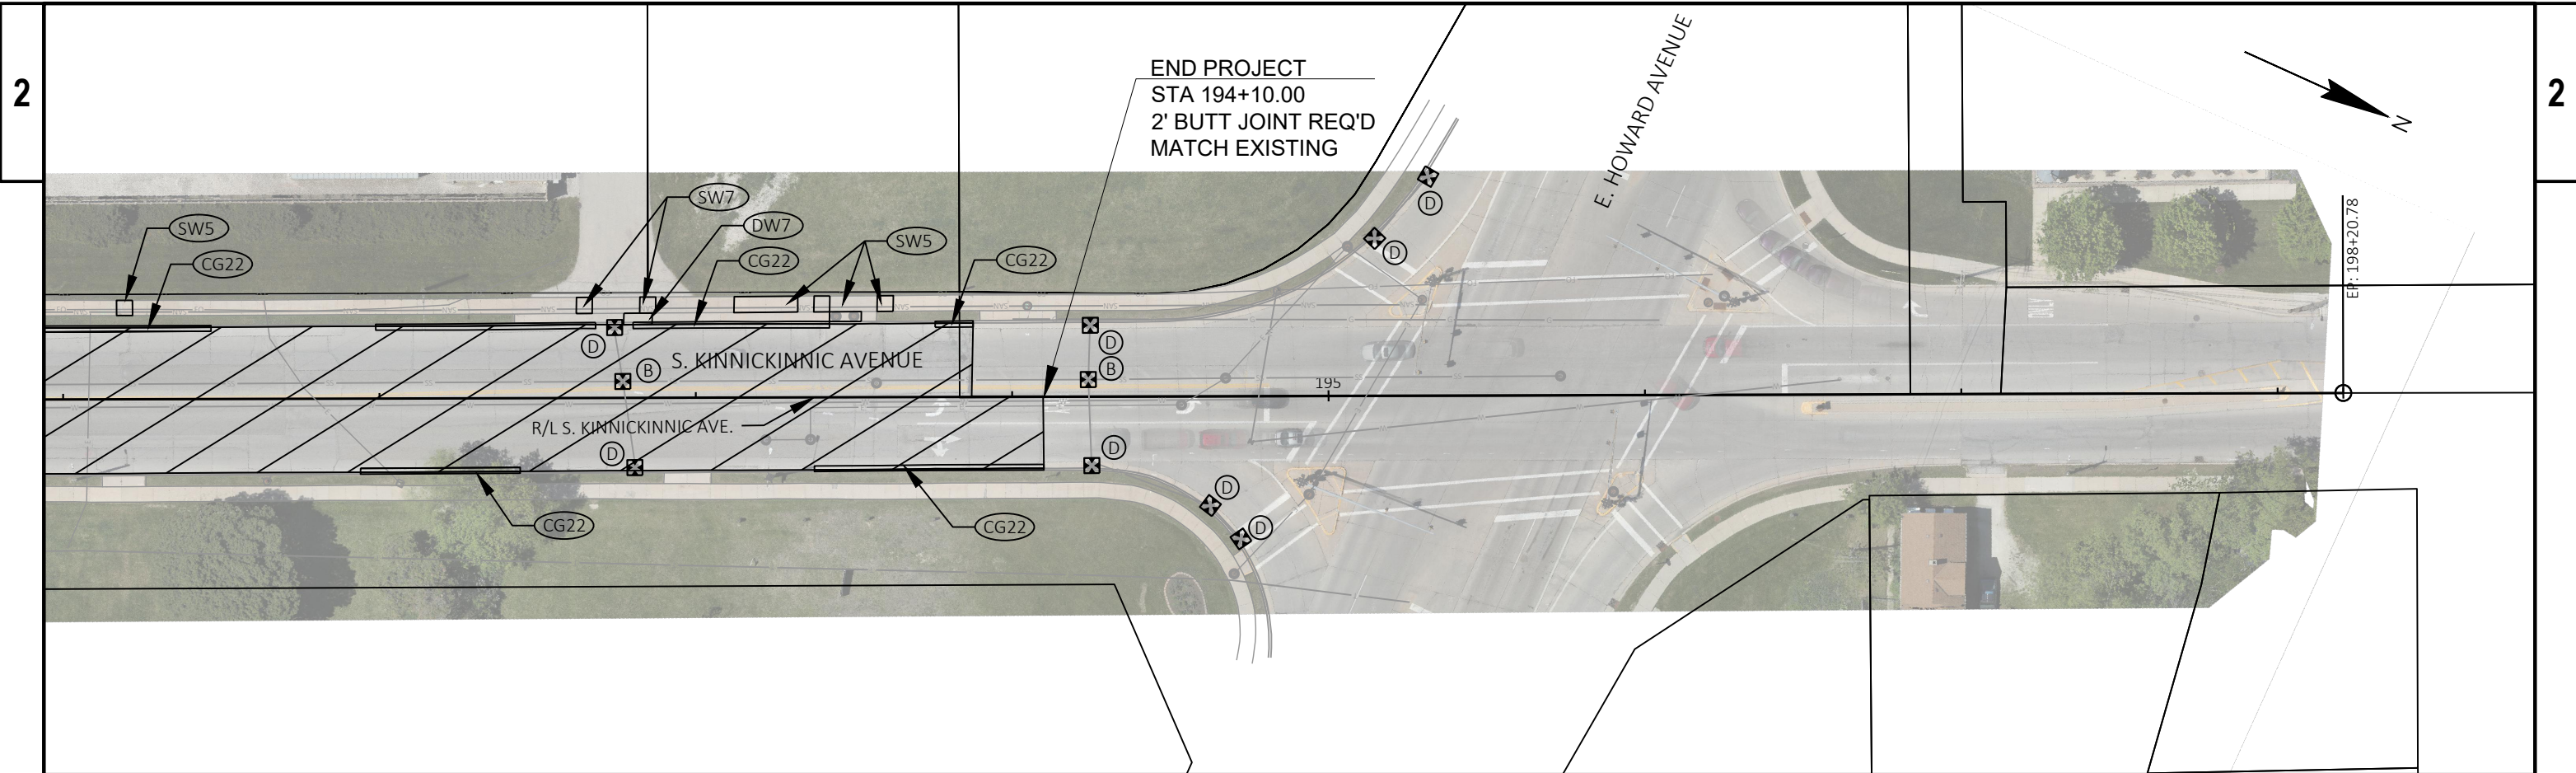 2
2
END PROJECT
STA 194+10.00
2' BUTT JOINT REQ'D
MATCH EXISTING
E. HOWARD AVENUE
N
SW7
SW5
DW7
SW5
CG22
CG22
CG22
EP: 198+20.78
D
D
D
S. KINNICKINNIC AVENUE
D
B
B
195
R/L S. KINNICKINNIC AVE.
D
D
D
D
CG22
CG22